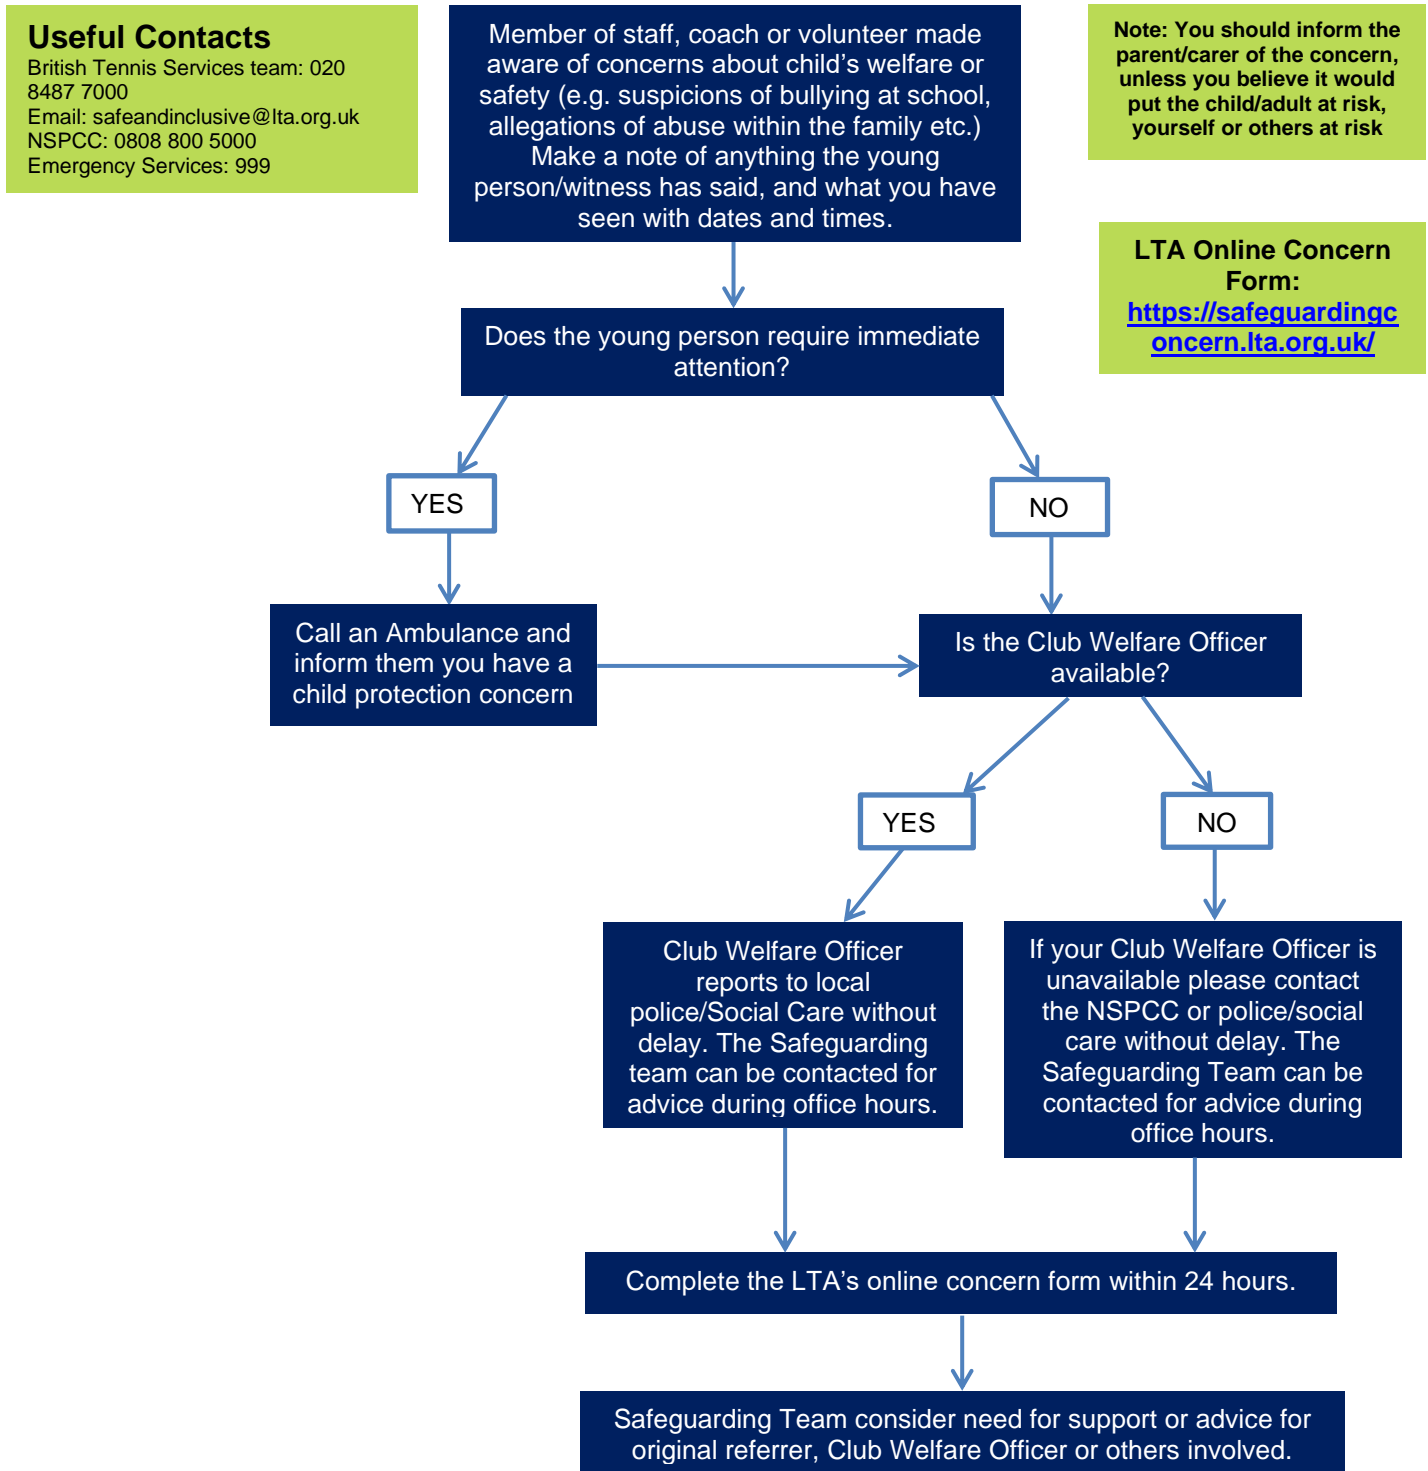 Useful Contacts
British Tennis Services team: 020
8487 7000
Email: safeandinclusive@lta.org.uk
NSPCC: 0808 800 5000
Emergency Services: 999
Member of staff, coach or volunteer made
aware of concerns about child's welfare or
safety (e.g. suspicions of bullying at school,
allegations of abuse within the family etc.)
Make a note of anything the young
person/witness has said, and what you have
seen with dates and times.
Note: You should inform the
parent/carer of the concern,
unless you believe it would
put the child/adult at risk,
yourself or others at risk
LTA Online Concern
Form:
https://safeguardingc
oncern.lta.org.uk/
Does the young person require immediate
attention?
YES
NO
Call an Ambulance and
inform them you have a
child protection concern
Is the Club Welfare Officer
available?
YES
NO
Club Welfare Officer
reports to local
police/Social Care without
delay. The Safeguarding
team can be contacted for
advice during office hours.
If your Club Welfare Officer is
unavailable please contact
the NSPCC or police/social
care without delay. The
Safeguarding Team can be
contacted for advice during
office hours.
Complete the LTA’s online concern form within 24 hours.
Safeguarding Team consider need for support or advice for
original referrer, Club Welfare Officer or others involved.